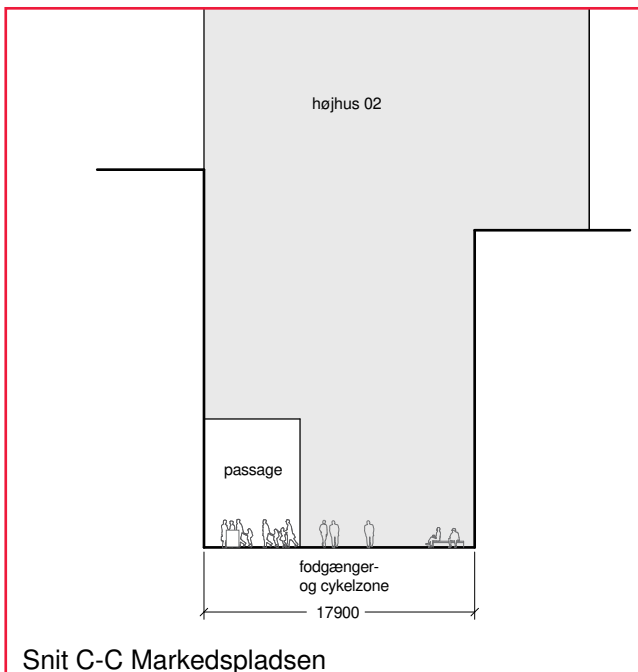 højhus 02
passage
fodgænger-
og cykelzone
17900
Snit C-C Markedspladsen